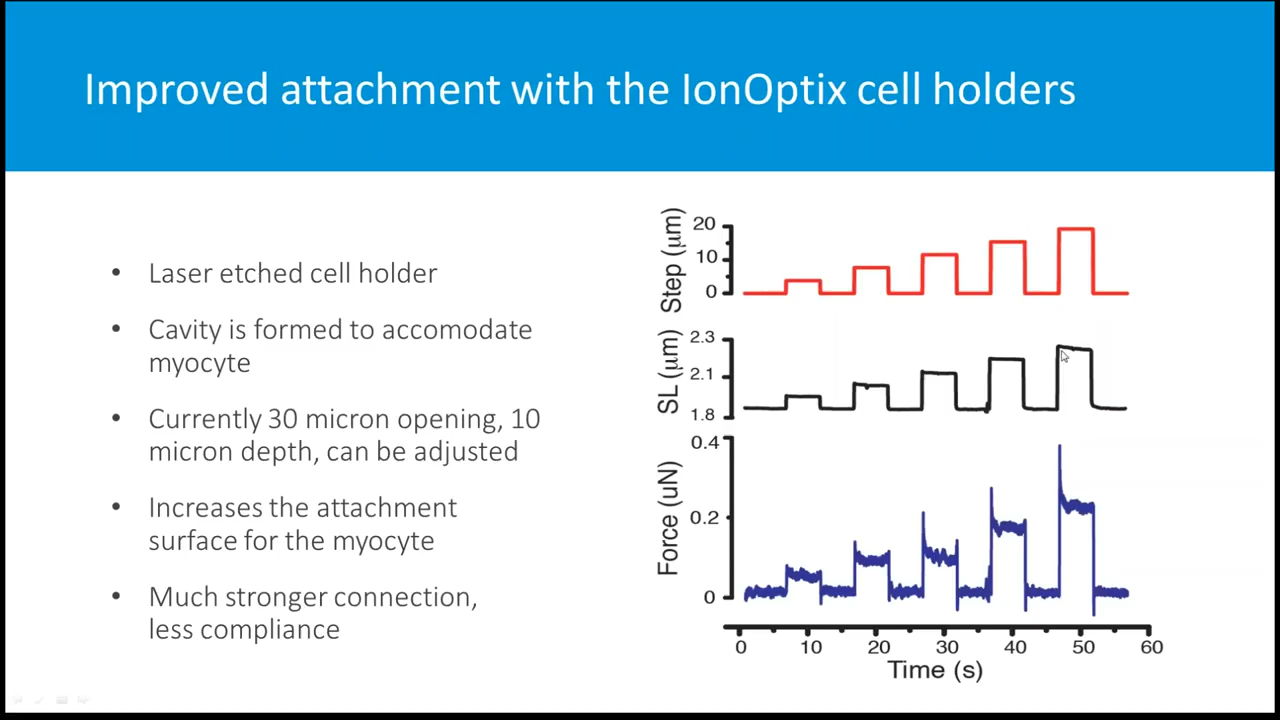 Improved attachment with the IonOptix cell holders
• Laser etched cell holder
• Cavity is formed to accomodate
myocyte
• Currently 30 micron opening, 10
micron depth, can be adjusted
• Increases the attachment
surface for the myocyte
• Much stronger connection,
less compliance
Step (μm)
20
10
0
SL (μm)
2.3
2.1
1.8
Force (uN)
0.4
0.2
0
0 10 20 30 40 50 60
Time (s)